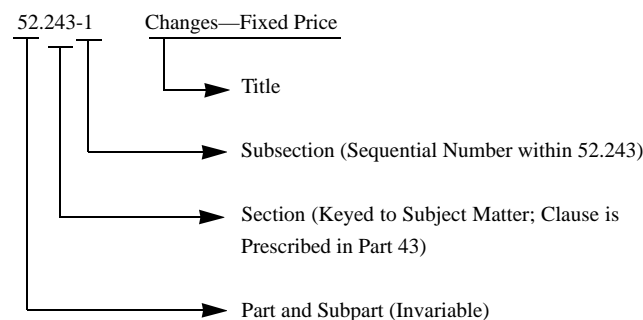 52.243-1 Changes—Fixed Price
Title
Subsection (Sequential Number within 52.243)
Section (Keyed to Subject Matter; Clause is
Prescribed in Part 43)
Part and Subpart (Invariable)